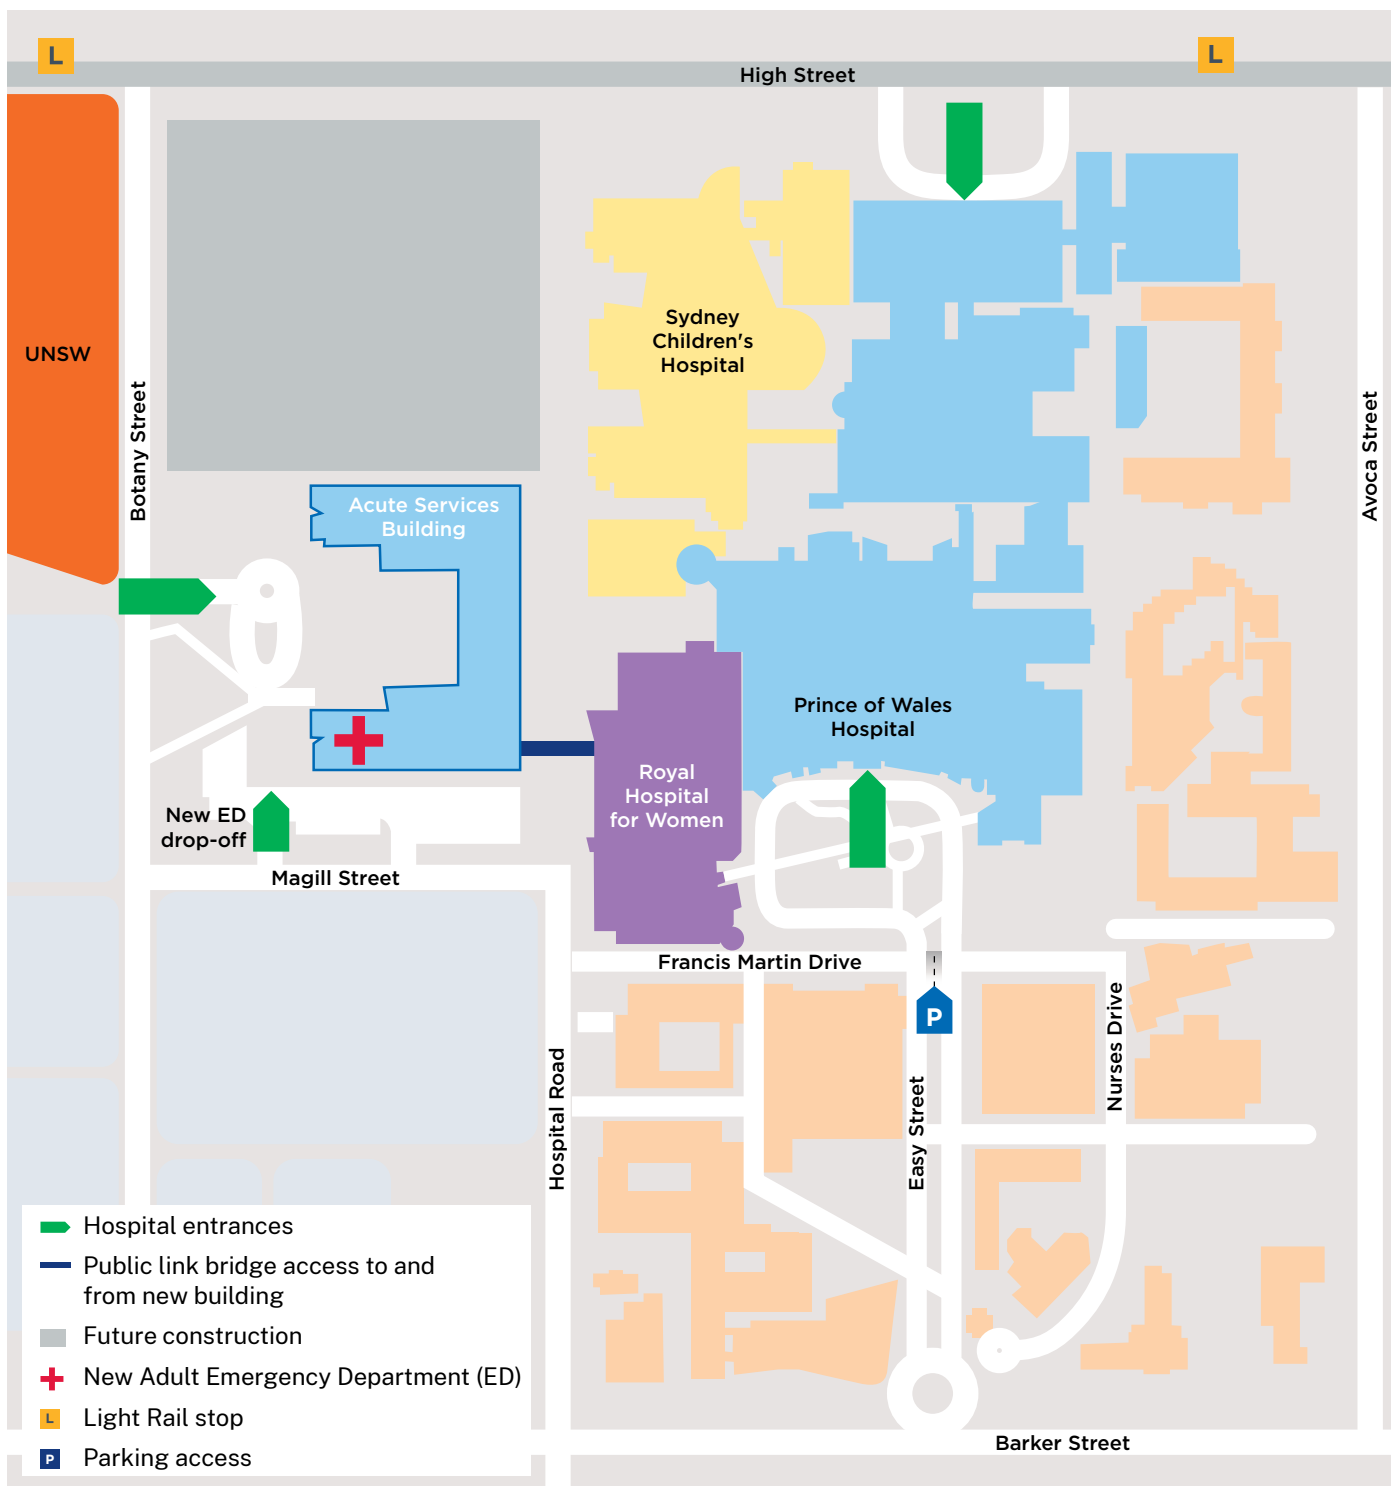 L
L
High Street
UNSW
Botany Street
Sydney
Children's
Hospital
Avoca Street
Acute Services
Building
Prince of Wales
Hospital
Royal
Hospital
for Women
New ED
drop-off
Magill Street
Francis Martin Drive
P
Nurses Drive
Hospital Road
Easy Street
Hospital entrances
Public link bridge access to and
from new building
Future construction
New Adult Emergency Department (ED)
L Light Rail stop
P Parking access
Barker Street